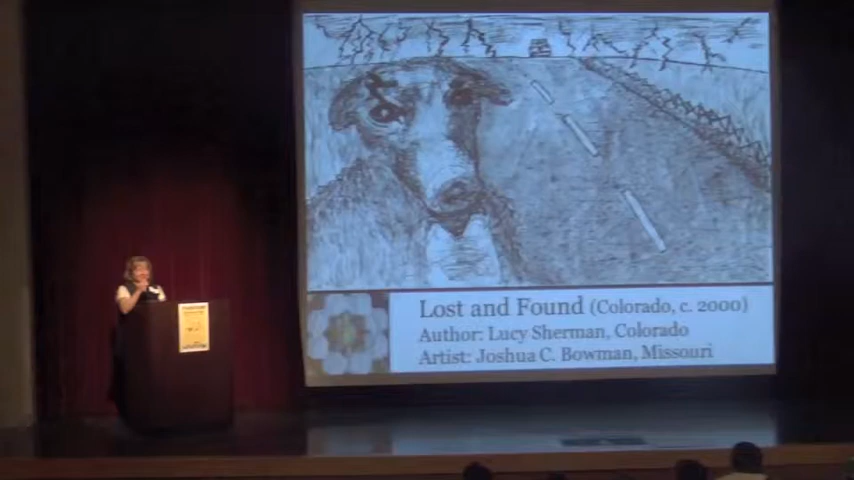 Lost and Found (Colorado, c. 2000)
Author: Lucy Sherman, Colorado
Artist: Joshua C. Bowman, Missouri